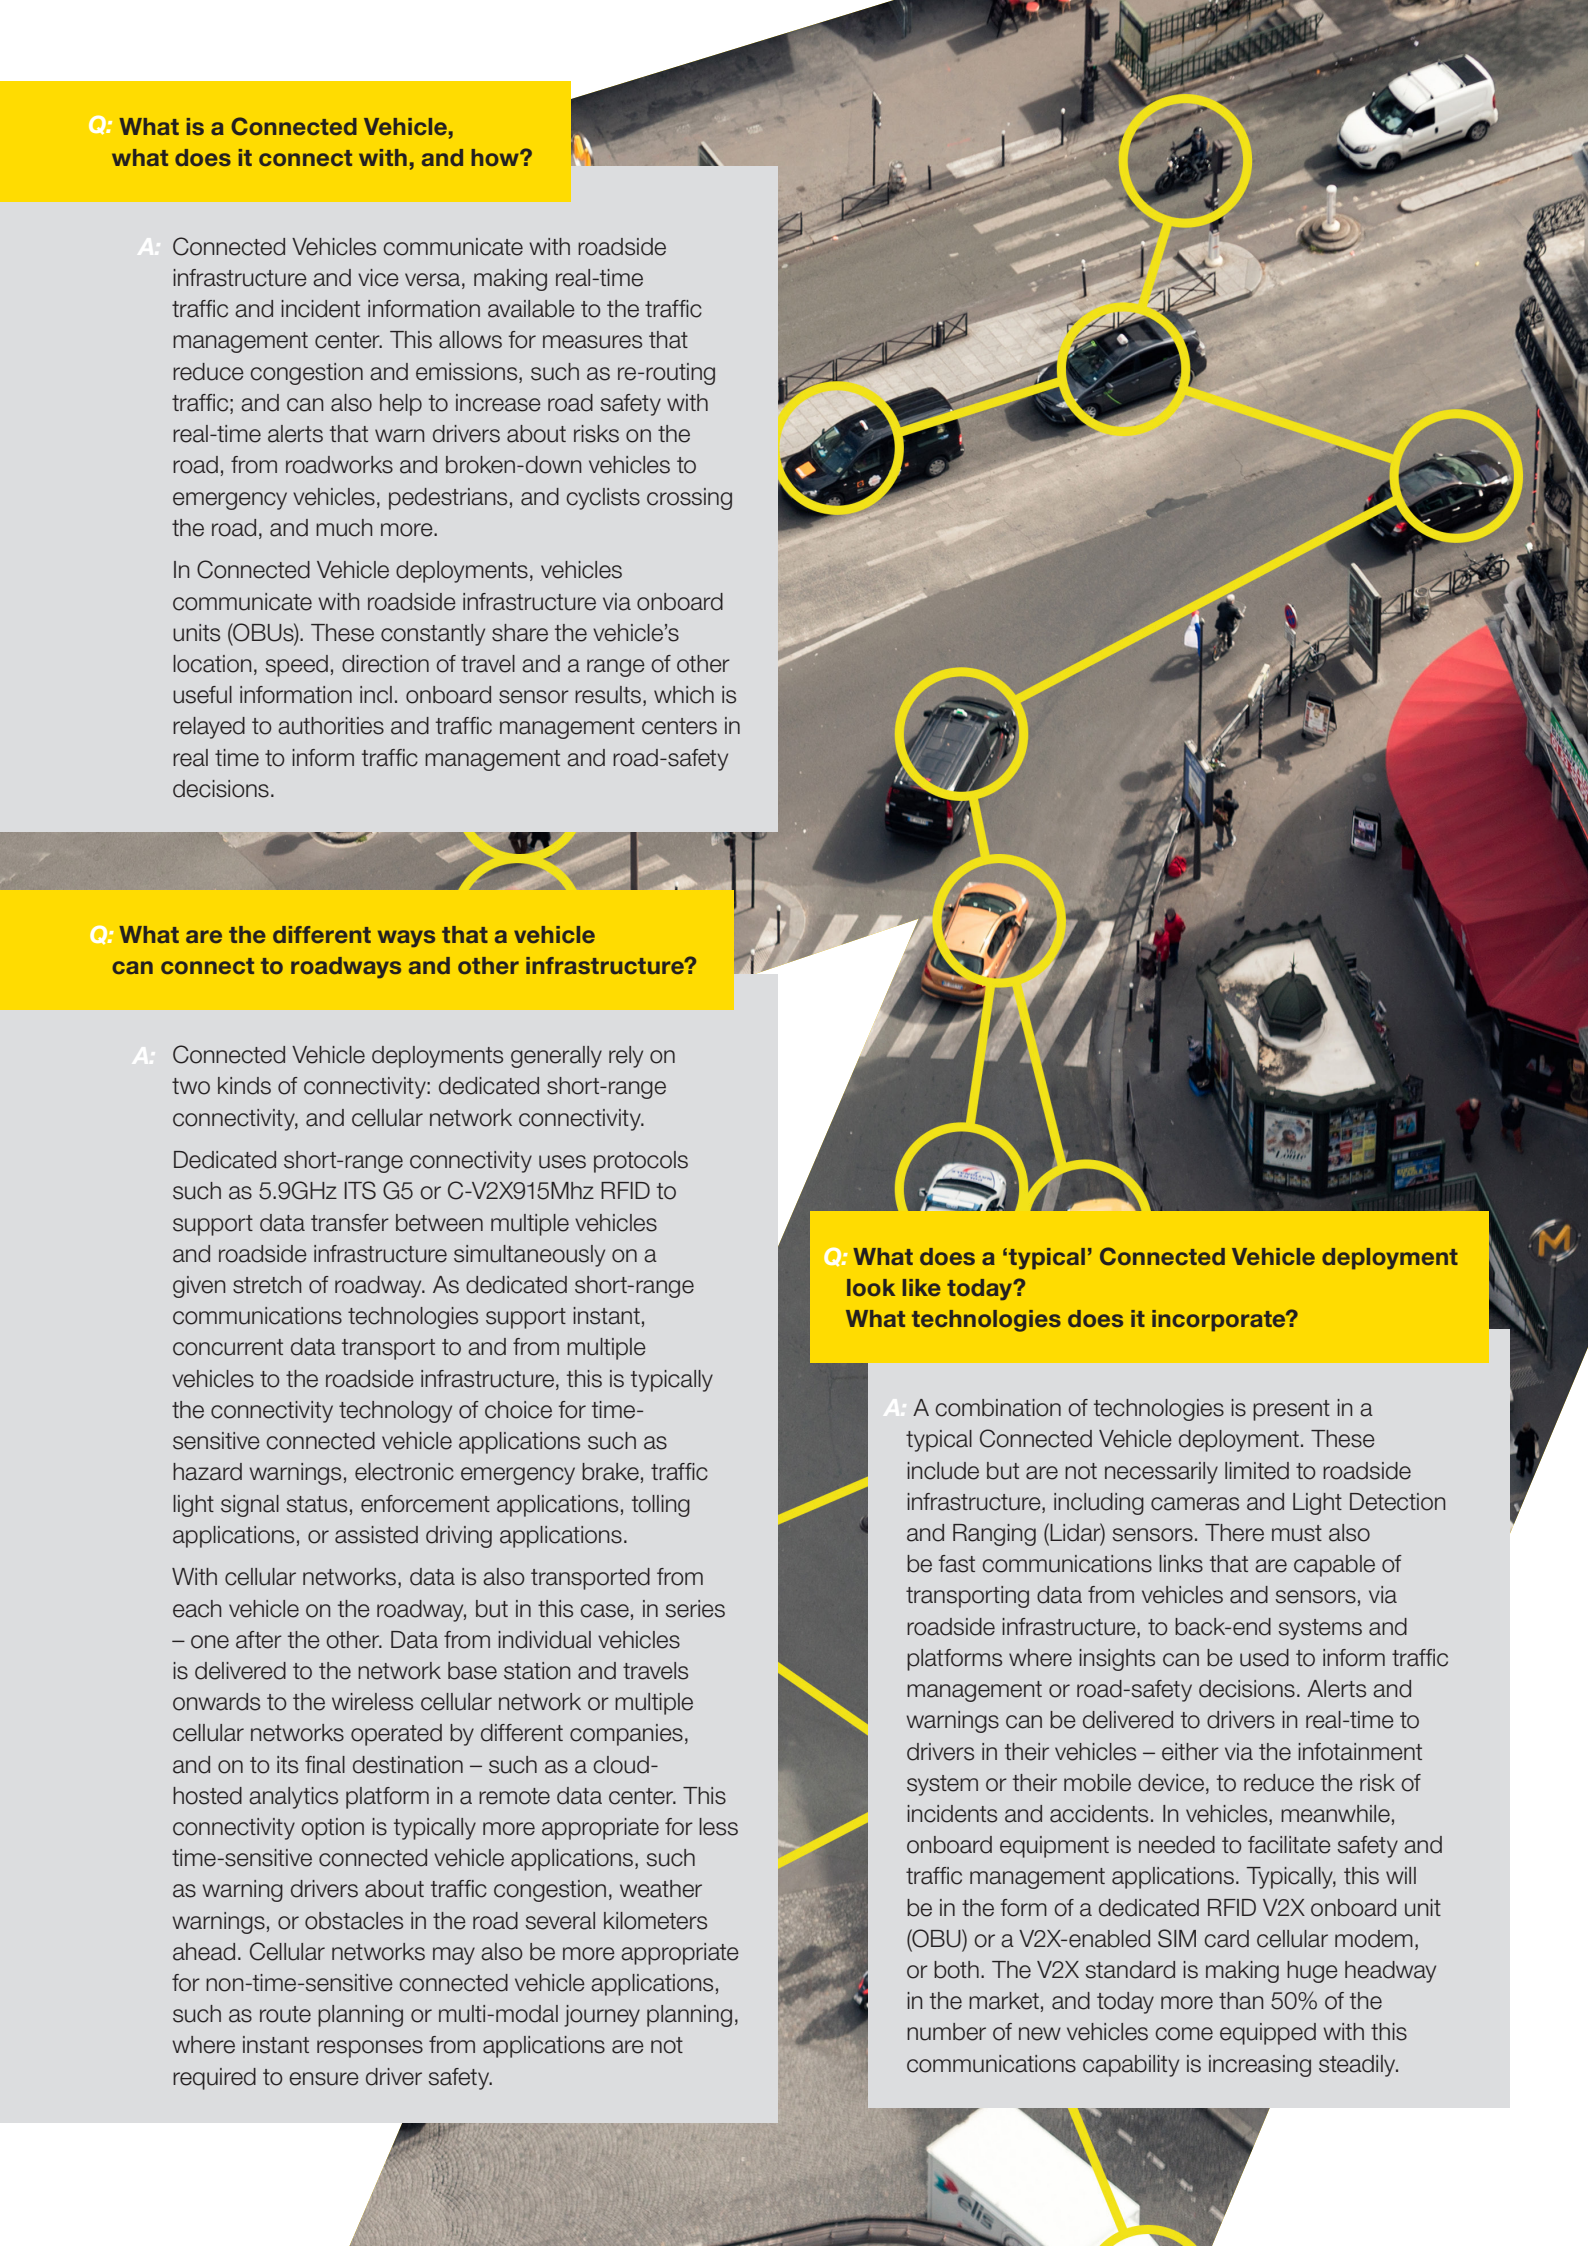 Q: What is a Connected Vehicle,
what does it connect with, and how?
A: Connected Vehicles communicate with roadside
infrastructure and vice versa, making real-time
traffic and incident information available to the traffic
management center. This allows for measures that
reduce congestion and emissions, such as re-routing
traffic; and can also help to increase road safety with
real-time alerts that warn drivers about risks on the
road, from roadworks and broken-down vehicles to
emergency vehicles, pedestrians, and cyclists crossing
the road, and much more.
In Connected Vehicle deployments, vehicles
communicate with roadside infrastructure via onboard
units (OBUs). These constantly share the vehicle's
location, speed, direction of travel and a range of other
useful information incl. onboard sensor results, which is
relayed to authorities and traffic management centers in
real time to inform traffic management and road-safety
decisions.
Q: What are the different ways that a vehicle
can connect to roadways and other infrastructure?
A: Connected Vehicle deployments generally rely on
two kinds of connectivity: dedicated short-range
connectivity, and cellular network connectivity.
Dedicated short-range connectivity uses protocols
such as 5.9GHz ITS G5 or C-V2X915Mhz RFID to
support data transfer between multiple vehicles
and roadside infrastructure simultaneously on a
given stretch of roadway. As dedicated short-range
communications technologies support instant,
concurrent data transport to and from multiple
vehicles to the roadside infrastructure, this is typically
the connectivity technology of choice for time-
sensitive connected vehicle applications such as
hazard warnings, electronic emergency brake, traffic
light signal status, enforcement applications, tolling
applications, or assisted driving applications.
With cellular networks, data is also transported from
each vehicle on the roadway, but in this case, in series
– one after the other. Data from individual vehicles
is delivered to the network base station and travels
onwards to the wireless cellular network or multiple
cellular networks operated by different companies,
and on to its final destination – such as a cloud-
hosted analytics platform in a remote data center. This
connectivity option is typically more appropriate for less
time-sensitive connected vehicle applications, such
as warning drivers about traffic congestion, weather
warnings, or obstacles in the road several kilometers
ahead. Cellular networks may also be more appropriate
for non-time-sensitive connected vehicle applications,
such as route planning or multi-modal journey planning,
where instant responses from applications are not
required to ensure driver safety.
Q: What does a ‘typical’ Connected Vehicle deployment
look like today?
What technologies does it incorporate?
A: A combination of technologies is present in a
typical Connected Vehicle deployment. These
include but are not necessarily limited to roadside
infrastructure, including cameras and Light Detection
and Ranging (Lidar) sensors. There must also
be fast communications links that are capable of
transporting data from vehicles and sensors, via
roadside infrastructure, to back-end systems and
platforms where insights can be used to inform traffic
management or road-safety decisions. Alerts and
warnings can be delivered to drivers in real-time to
drivers in their vehicles – either via the infotainment
system or their mobile device, to reduce the risk of
incidents and accidents. In vehicles, meanwhile,
onboard equipment is needed to facilitate safety and
traffic management applications. Typically, this will
be in the form of a dedicated RFID V2X onboard unit
(OBU) or a V2X-enabled SIM card cellular modem,
or both. The V2X standard is making huge headway
in the market, and today more than 50% of the
number of new vehicles come equipped with this
communications capability is increasing steadily.
M
elis